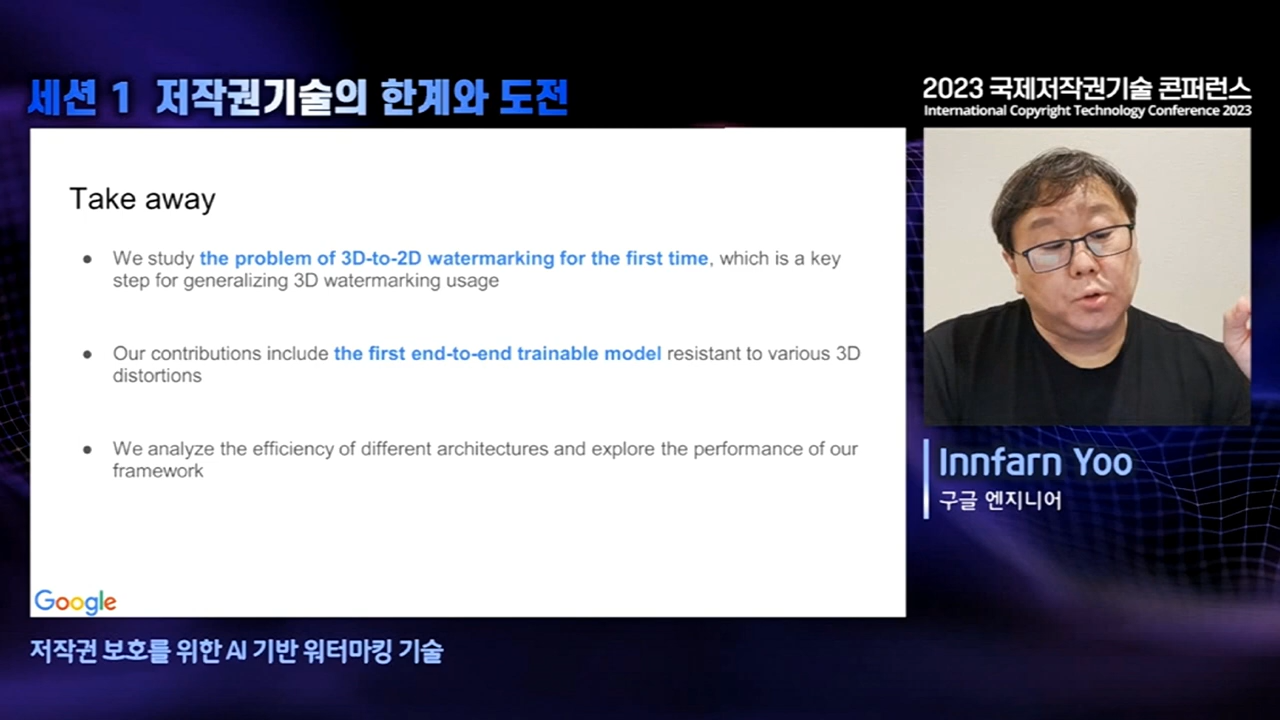 세션 1 저작권기술의 한계와 도전
2023 국제저작권기술 콘퍼런스
International Copyright Technology Conference 2023
Take away
● We study the problem of 3D-to-2D watermarking for the first time, which is a key
step for generalizing 3D watermarking usage
● Our contributions include the first end-to-end trainable model resistant to various 3D
distortions
● We analyze the efficiency of different architectures and explore the performance of our
framework
Google
Innfarn Yoo
구글 엔지니어
저작권 보호를 위한 AI 기반 워터마킹 기술